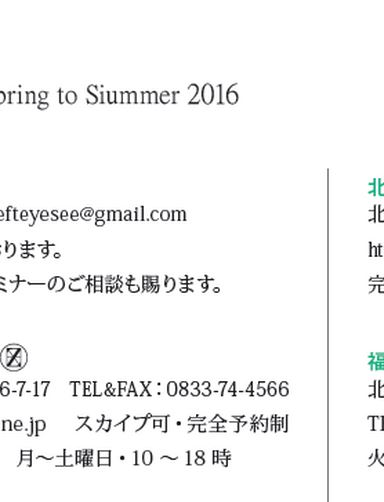 pring to Siummer 2016
efteyesee@gmail.com
ります。
ミナーのご相談も賜ります。
Ⓩ
6-7-17 TEL&FAX：0833-74-4566
ne.jp スカイプ可・完全予約制
月〜土曜日・10 〜 18 時
北
北
ht
完
福
北
TE
火